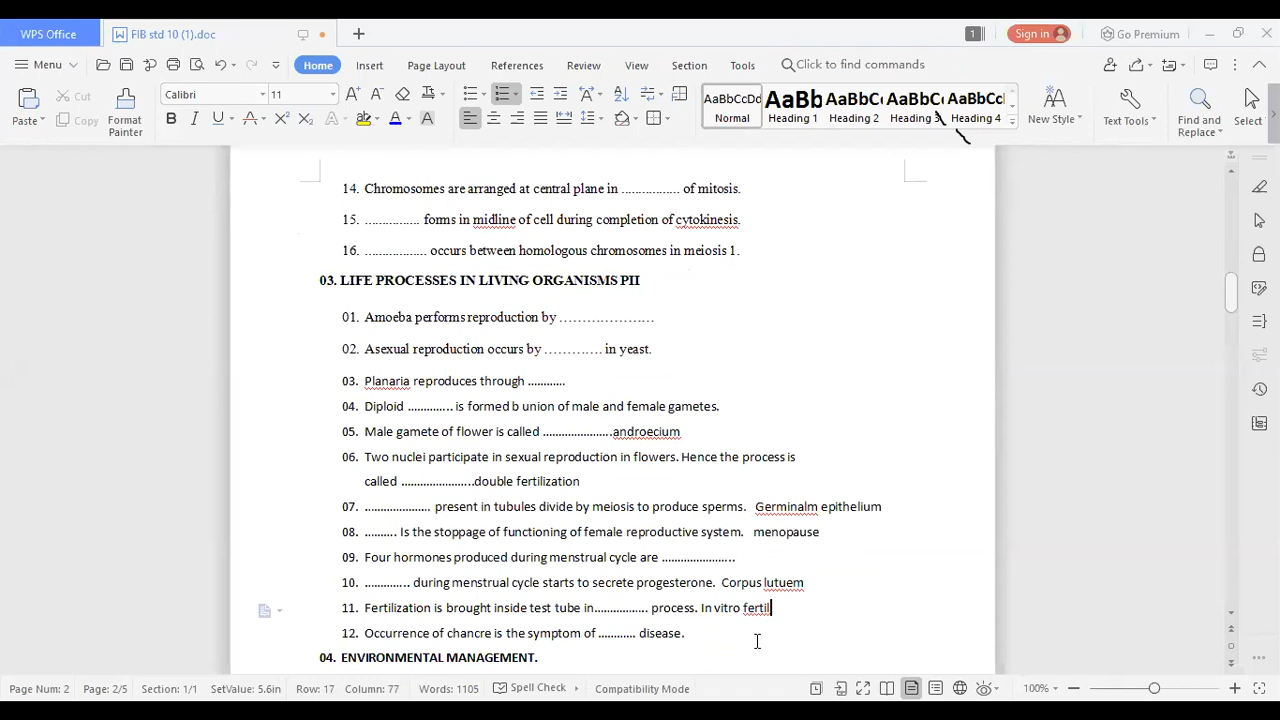 WPS Office
FIB std 10 (1).doc
1
Sign in
Go Premium
Menu
Home
Insert
Page Layout
References
Review
View
Section
Tools
Click to find commands
Paste
Cut
Copy
Format Painter
Calibri
11
AaBbCcDd
Normal
AaBb
Heading 1
AaBbC
Heading 2
AaBbC
Heading 3
AaBbC
Heading 4
New Style
Text Tools
Find and Replace
Select
14. Chromosomes are arranged at central plane in ................ of mitosis.
15. ............... forms in midline of cell during completion of cytokinesis.
16. ................. occurs between homologous chromosomes in meiosis 1.
03. LIFE PROCESSES IN LIVING ORGANISMS PII
01. Amoeba performs reproduction by …………………
02. Asexual reproduction occurs by …………. in yeast.
03. Planaria reproduces through ...........
04. Diploid ............. is formed b union of male and female gametes.
05. Male gamete of flower is called .....................androecium
06. Two nuclei participate in sexual reproduction in flowers. Hence the process is
called ......................double fertilization
07. .................... present in tubules divide by meiosis to produce sperms. Germinalm epithelium
08. .......... Is the stoppage of functioning of female reproductive system. menopause
09. Four hormones produced during menstrual cycle are ......................
10. .............. during menstrual cycle starts to secrete progesterone. Corpus lutuem
11. Fertilization is brought inside test tube in................ process. In vitro fertil
12. Occurrence of chancre is the symptom of ........... disease.
04. ENVIRONMENTAL MANAGEMENT.
Page Num: 2
Page: 2/5
Section: 1/1
SetValue: 5.6in
Row: 17
Column: 77
Words: 1105
Spell Check
Compatibility Mode
100%